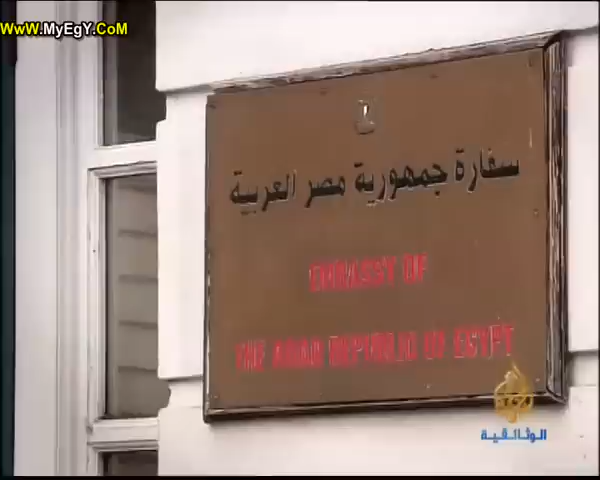 WwW.MyEgY.CoM
سفارة جمهورية مصر العربية
EMBASSY OF
THE ARAB REPUBLIC OF EGYPT
الوثائقية